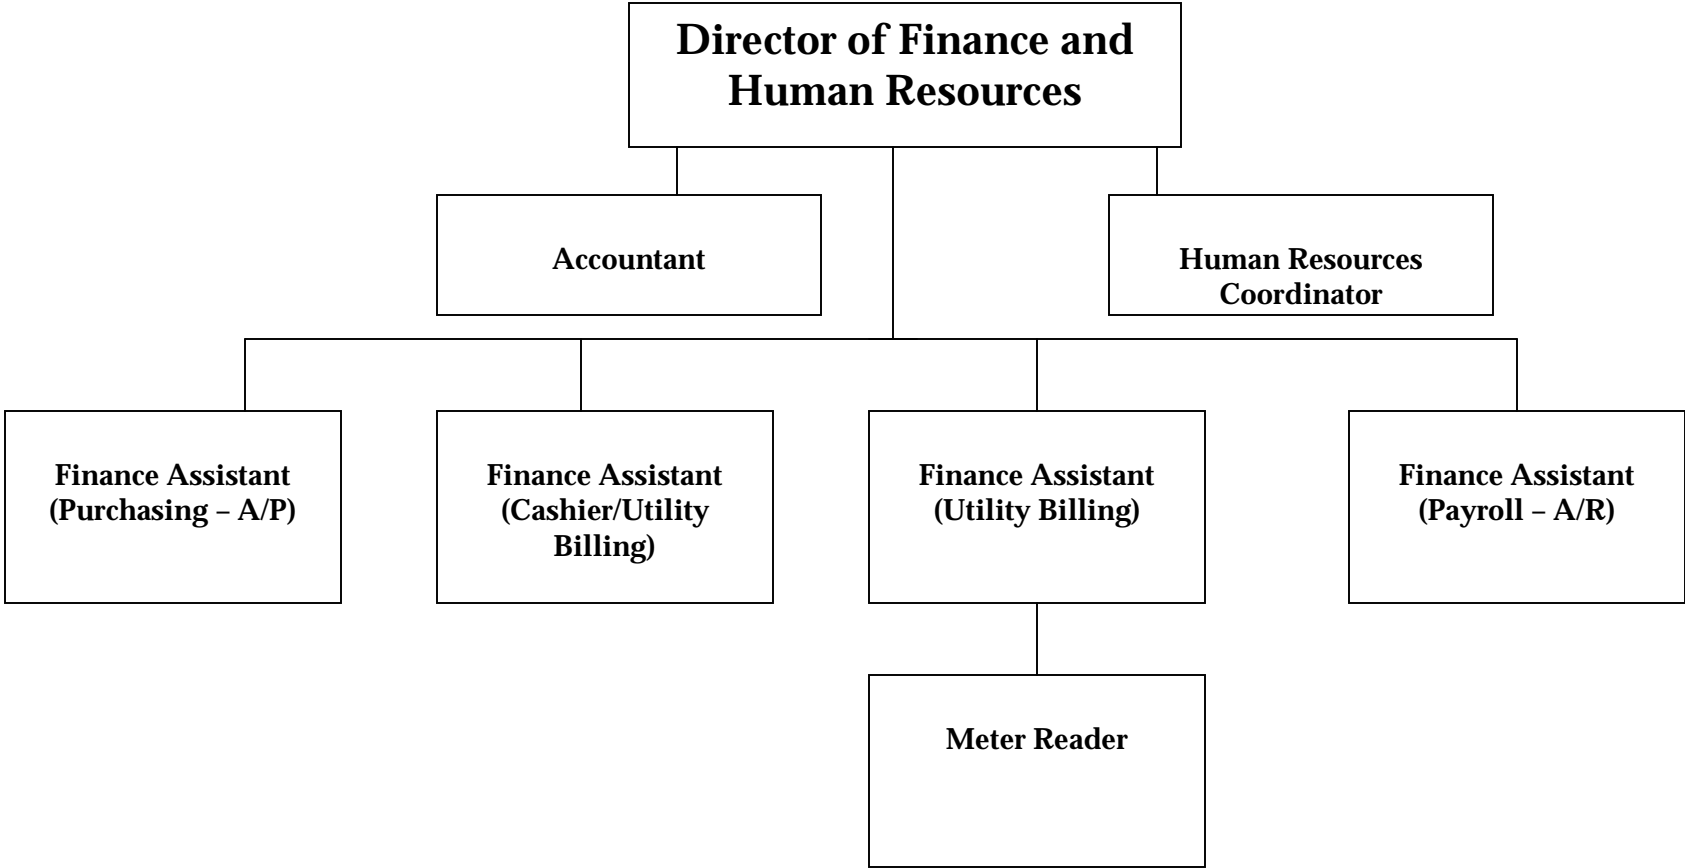 Director of Finance and
Human Resources
Accountant
Human Resources
Coordinator
Finance Assistant
(Purchasing – A/P)
Finance Assistant
(Cashier/Utility
Billing)
Finance Assistant
(Utility Billing)
Finance Assistant
(Payroll – A/R)
Meter Reader